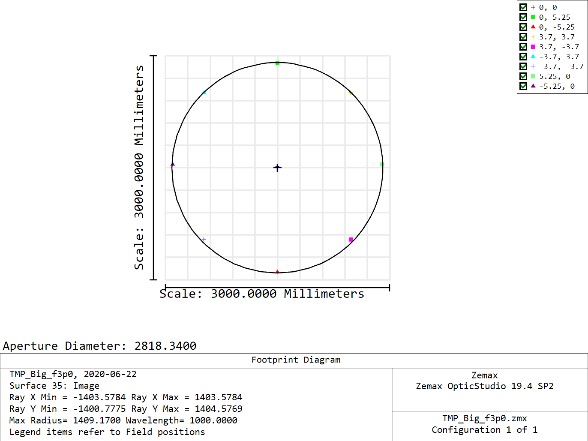 + 0, 0
0, 5.25
0, -5.25
3.7, 3.7
3.7, -3.7
-3.7, 3.7
-3.7, -3.7
5.25, 0
-5.25, 0
Scale: 3000.0000 Millimeters
Scale: 3000.0000 Millimeters
Aperture Diameter: 2818.3400
Footprint Diagram
TMP_Big_f3p0, 2020-06-22
Surface 35: Image
Ray X Min = -1403.5784 Ray X Max = 1403.5784
Ray Y Min = -1400.7775 Ray Y Max = 1404.5769
Max Radius= 1409.1700 Wavelength= 1000.0000
Legend items refer to Field positions
Zemax
Zemax OpticStudio 19.4 SP2
TMP_Big_f3p0.zmx
Configuration 1 of 1